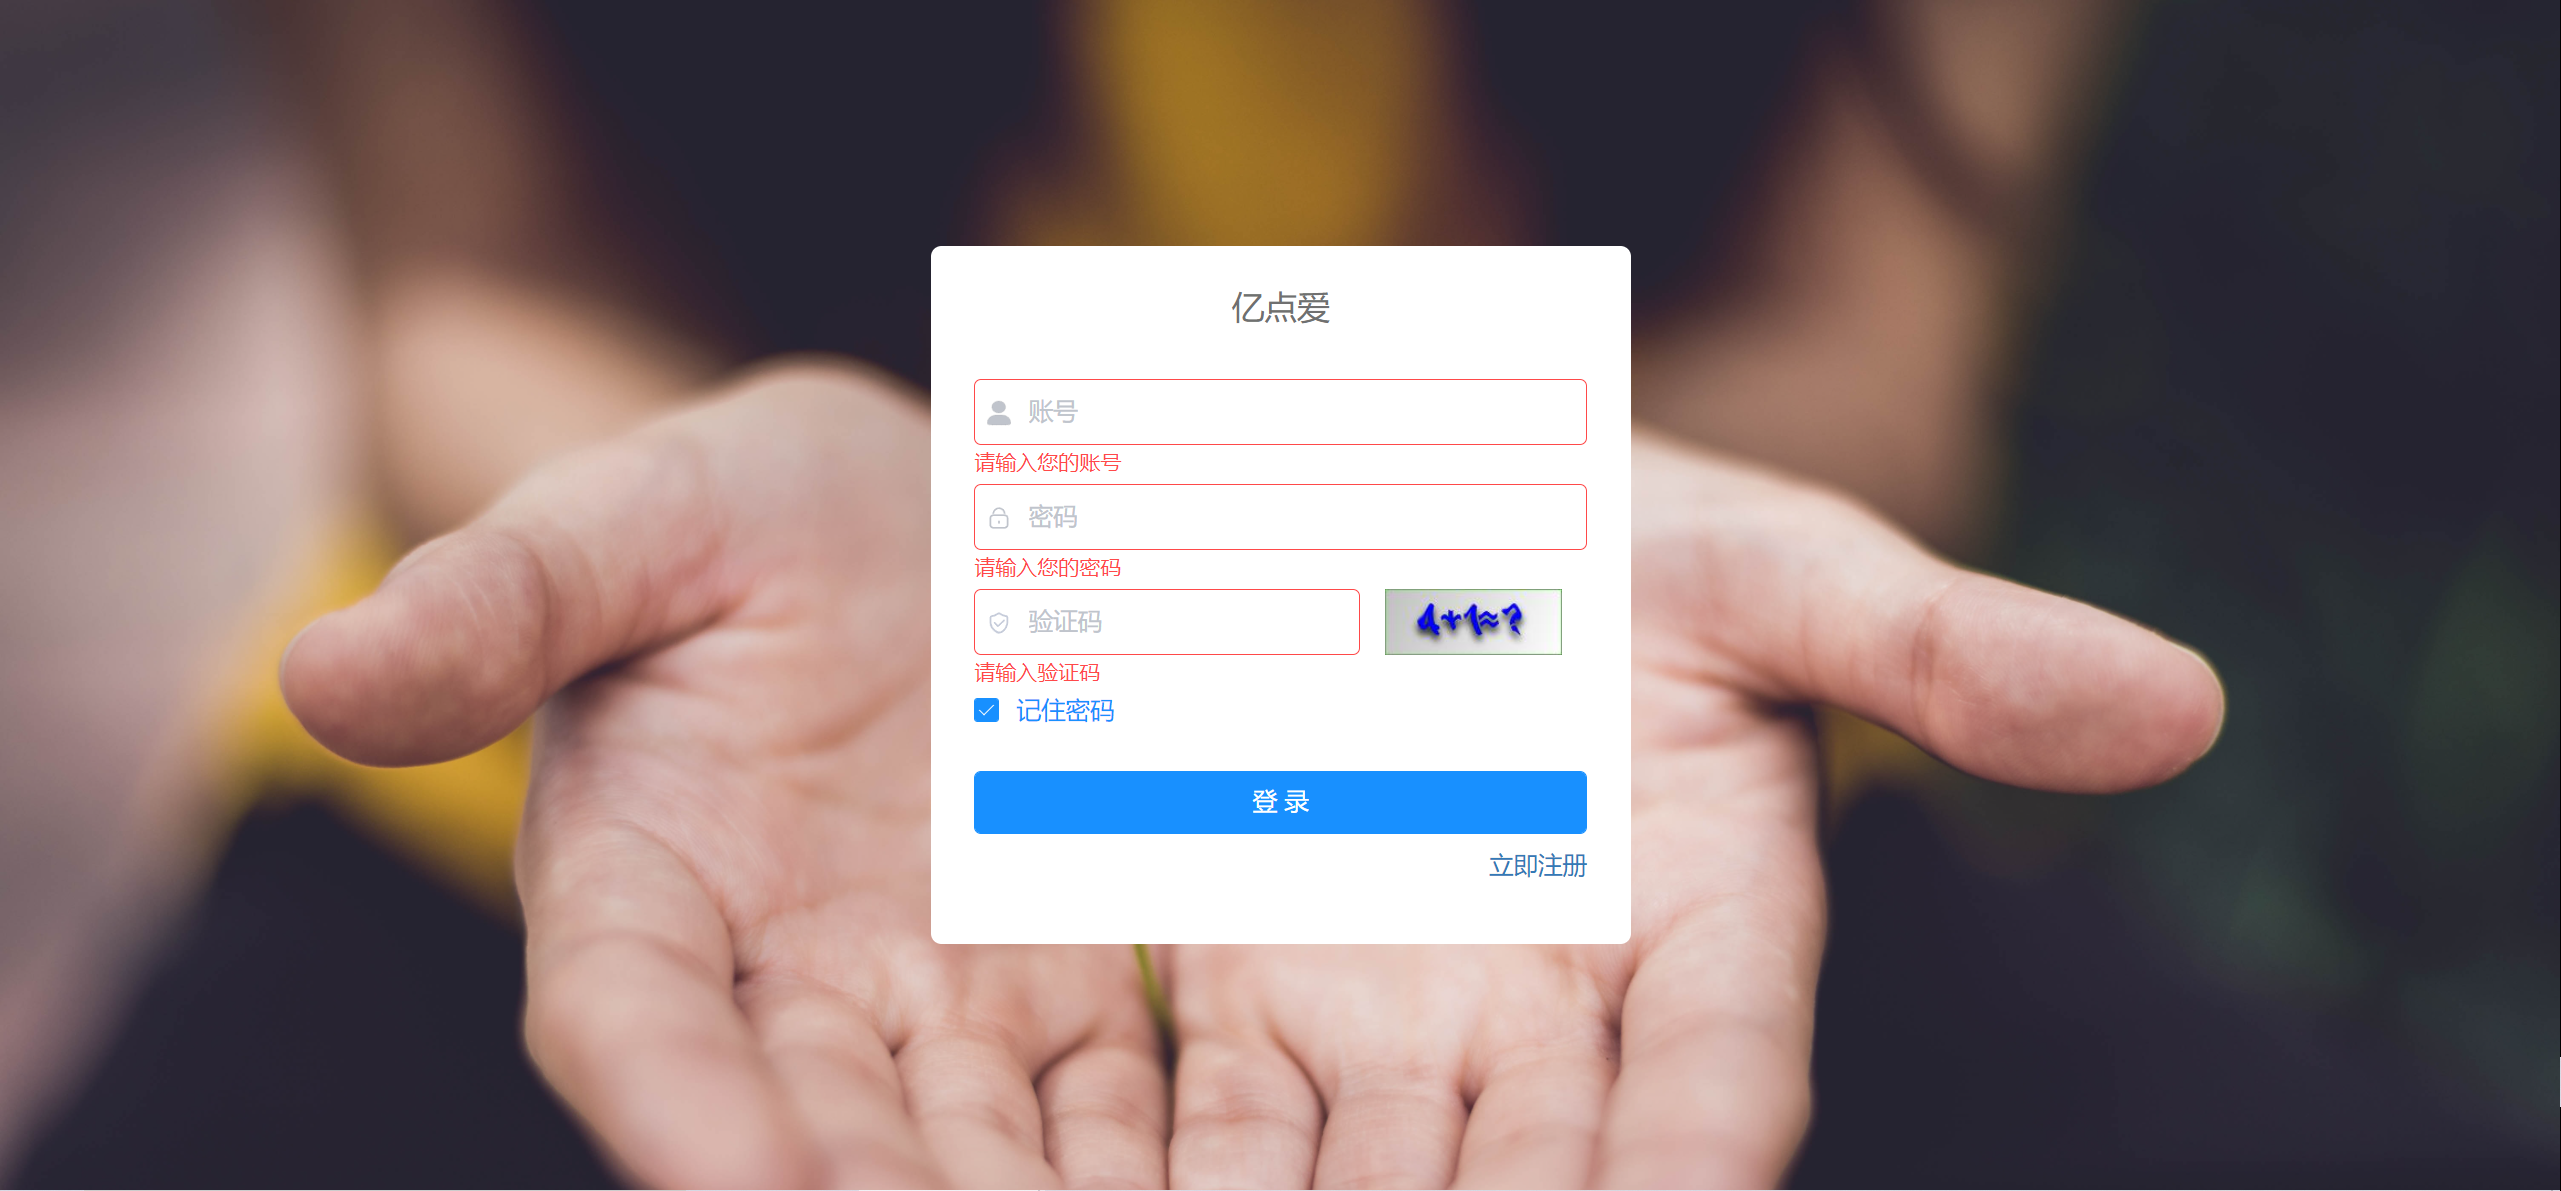 亿点爱
账号
请输入您的账号
密码
请输入您的密码
验证码
4+1=?
请输入验证码
记住密码
登 录
立即注册